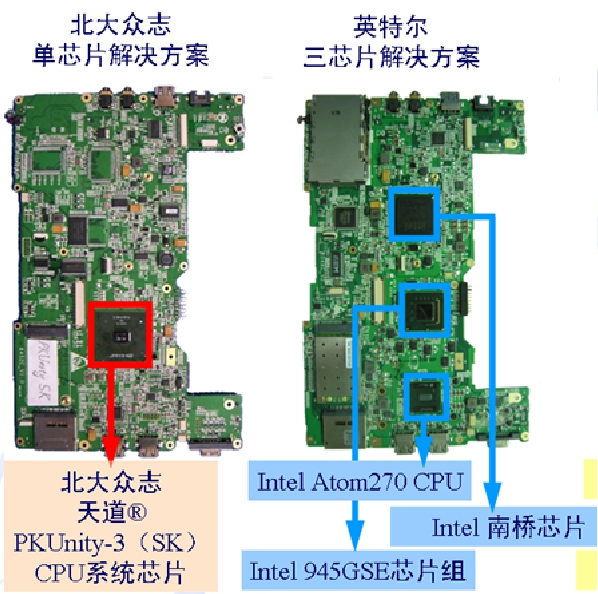 北大众志
单芯片解决方案
英特尔
三芯片解决方案
PKUnity SK
北大众志
天道®
PKUnity-3（SK）
CPU系统芯片
Intel Atom270 CPU
Intel 南桥芯片
Intel 945GSE芯片组